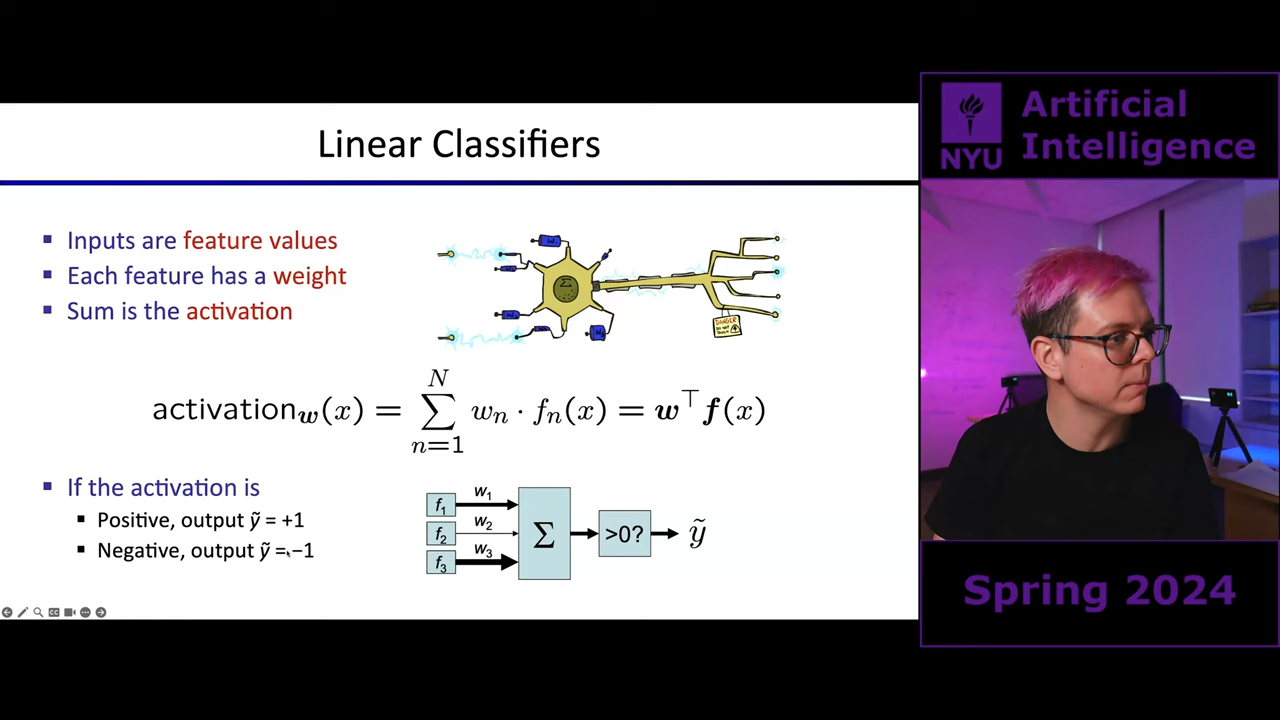 Linear Classifiers
▪ Inputs are feature values
▪ Each feature has a weight
▪ Sum is the activation
DANGER
activation_w(x) = ∑_{n=1}^{N} w_n · f_n(x) = w^⊤ f(x)
▪ If the activation is
▪ Positive, output ỹ = +1
▪ Negative, output ỹ = −1
f₁ w₁
f₂ w₂
f₃ w₃
Σ
>0?
ỹ
NYU
Artificial
Intelligence
Spring 2024